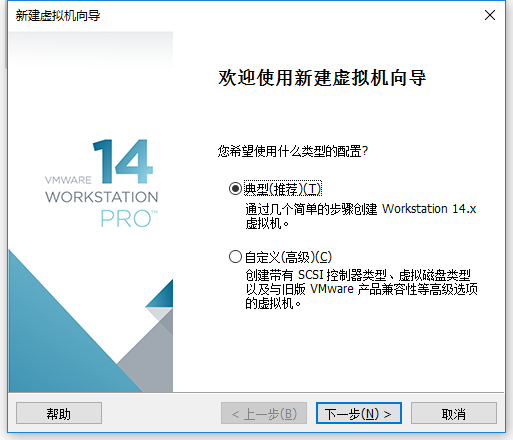 新建虚拟机向导
欢迎使用新建虚拟机向导
14
VMWARE
WORKSTATION
PRO™
您希望使用什么类型的配置?
典型(推荐)(T)
通过几个简单的步骤创建 Workstation 14.x
虚拟机。
自定义(高级)(C)
创建带有 SCSI 控制器类型、虚拟磁盘类型
以及与旧版 VMware 产品兼容性等高级选项
的虚拟机。
帮助
< 上一步(B)
下一步(N) >
取消